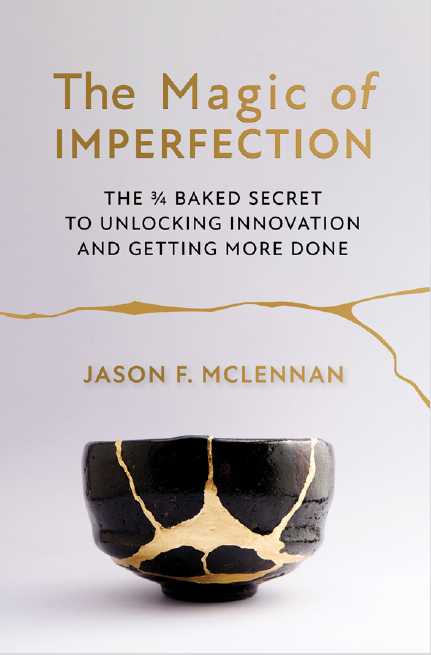 The Magic of
IMPERFECTION
THE ¾ BAKED SECRET
TO UNLOCKING INNOVATION
AND GETTING MORE DONE
JASON F. MCLENNAN